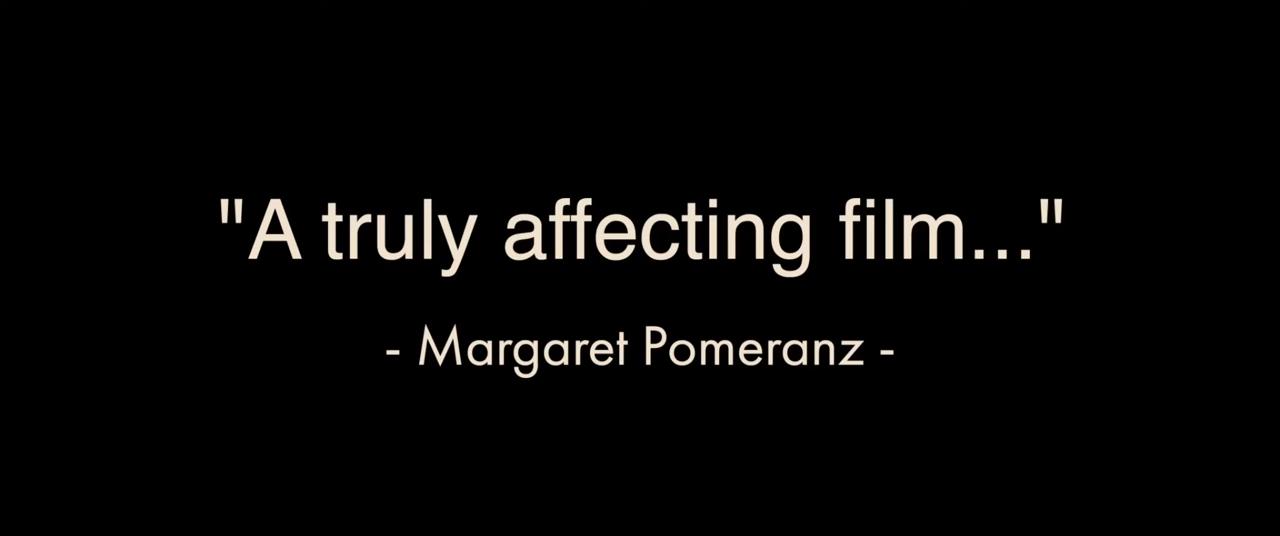 "A truly affecting film..."
- Margaret Pomeranz -